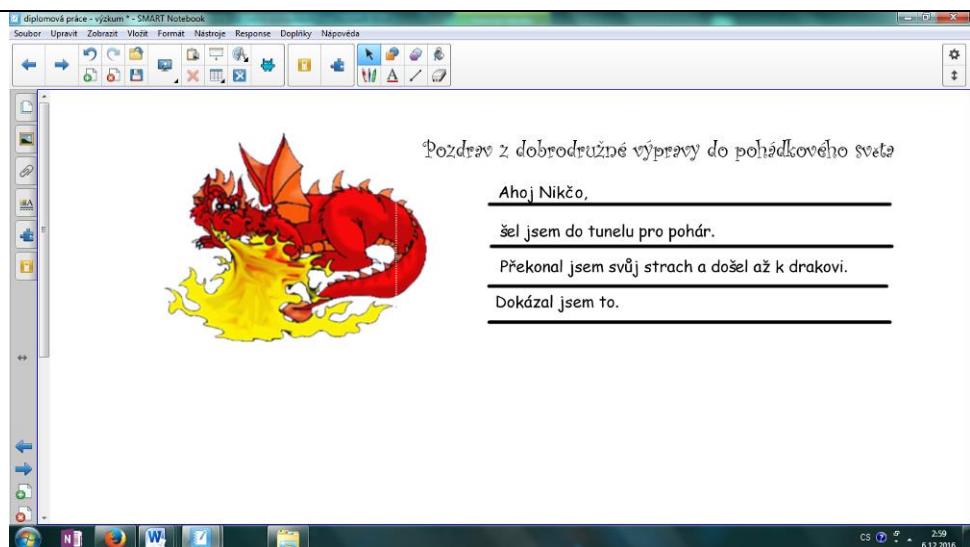 diplomová práce - výzkum * - SMART Notebook
Soubor Upravit Zobrazit Vložit Formát Nástroje Response Doplňky Nápověda
Pozdrav z dobrodružné výpravy do pohádkového světa
Ahoj Nikčo,
šel jsem do tunelu pro pohár.
Překonal jsem svůj strach a došel až k drakovi.
Dokázal jsem to.
CS 2:59
6.12.2016